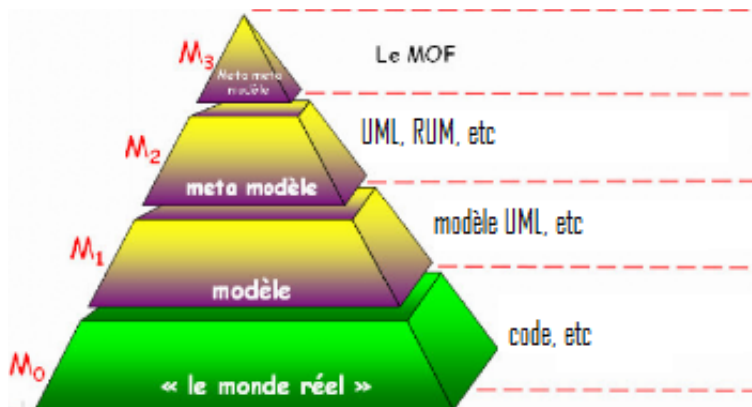 M3
Meta meta
modèle
Le MOF
M2
meta modèle
UML, RUM, etc
M1
modèle
modèle UML, etc
M0
« le monde réel »
code, etc